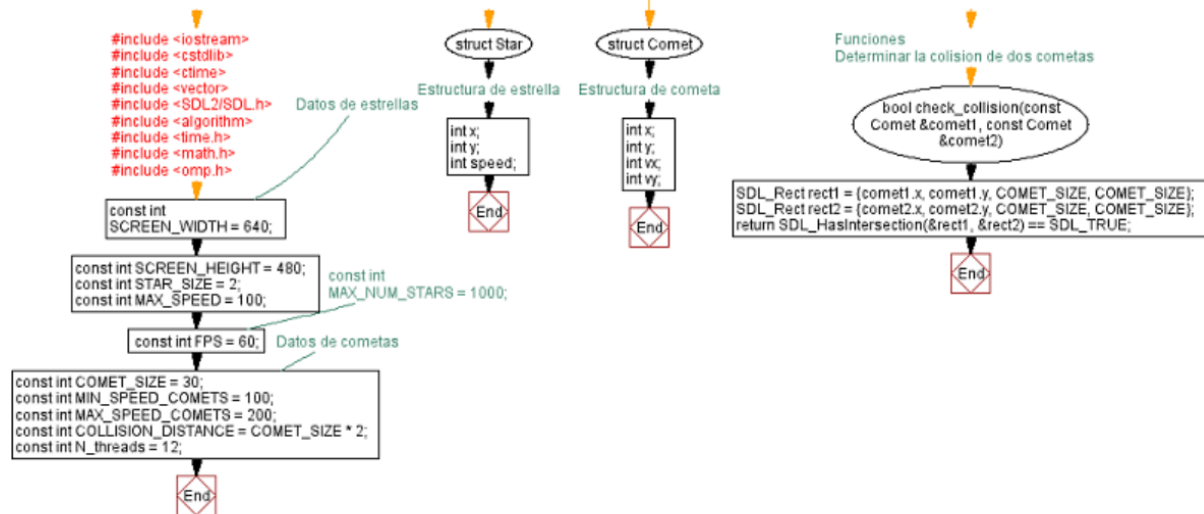 #include <iostream>
#include <cstdlib>
#include <ctime>
#include <vector>
#include <SDL2/SDL.h>
#include <algorithm>
#include <time.h>
#include <math.h>
#include <omp.h>
Datos de estrellas
const int
SCREEN_WIDTH = 640;
const int SCREEN_HEIGHT = 480;
const int STAR_SIZE = 2;
const int MAX_SPEED = 100;
const int
MAX_NUM_STARS = 1000;
const int FPS = 60;
Datos de cometas
const int COMET_SIZE = 30;
const int MIN_SPEED_COMETS = 100;
const int MAX_SPEED_COMETS = 200;
const int COLLISION_DISTANCE = COMET_SIZE * 2;
const int N_threads = 12;
End
struct Star
Estructura de estrella
int x;
int y;
int speed;
End
struct Comet
Estructura de cometa
int x;
int y;
int vx;
int vy;
End
Funciones
Determinar la colision de dos cometas
bool check_collision(const
Comet &comet1, const Comet
&comet2)
SDL_Rect rect1 = {comet1.x, comet1.y, COMET_SIZE, COMET_SIZE};
SDL_Rect rect2 = {comet2.x, comet2.y, COMET_SIZE, COMET_SIZE};
return SDL_HasIntersection(&rect1, &rect2) == SDL_TRUE;
End